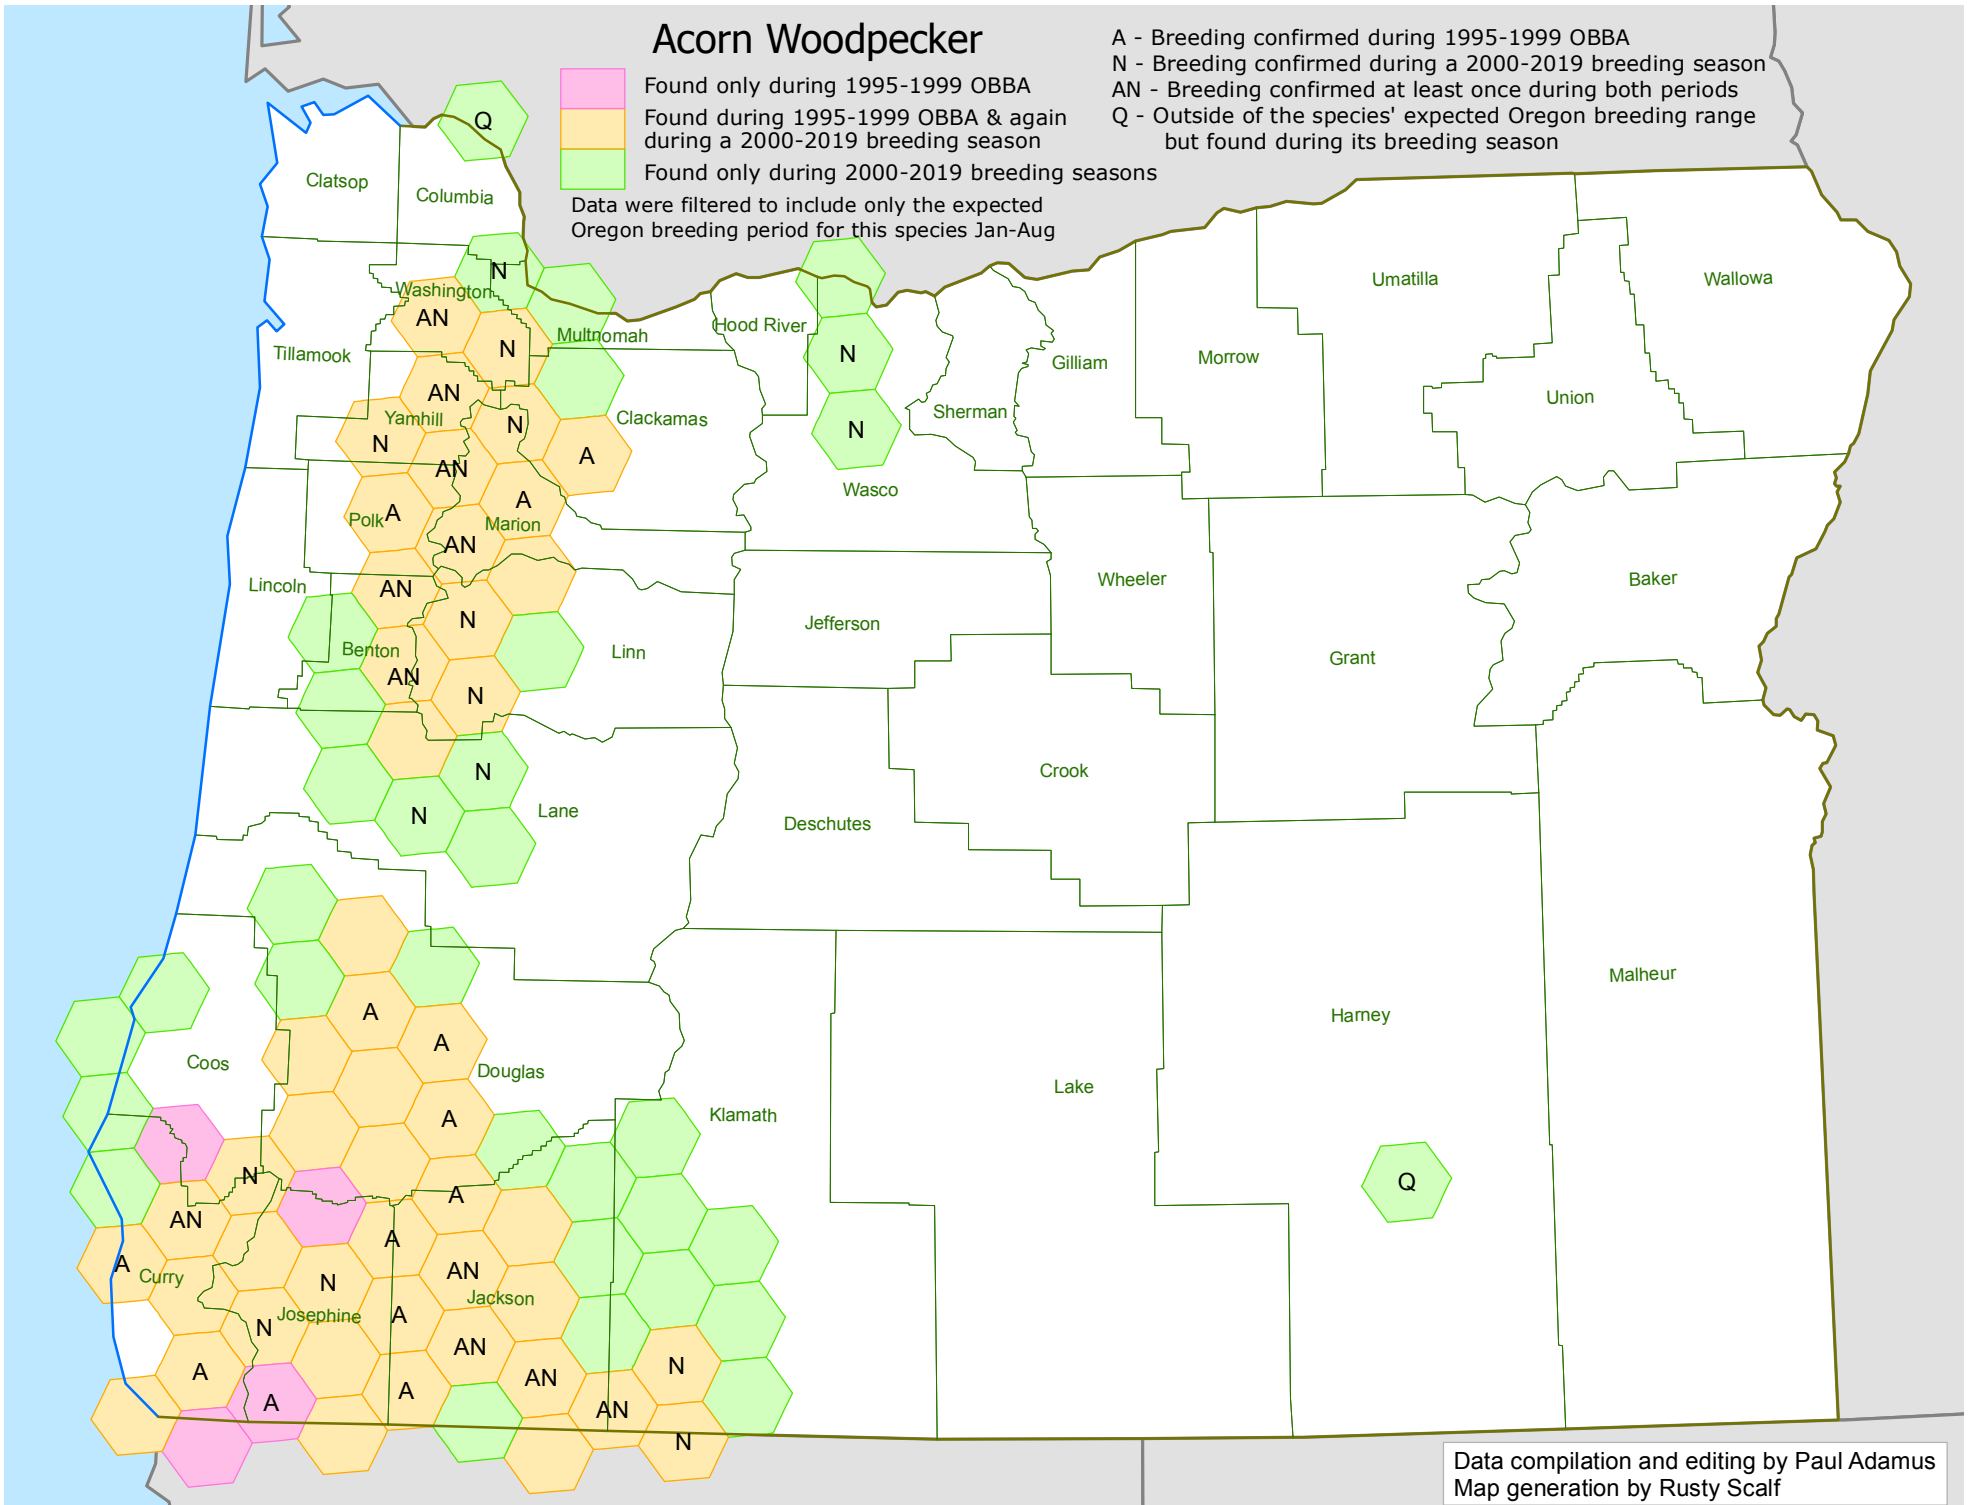 Acorn Woodpecker
Found only during 1995-1999 OBBA
Found during 1995-1999 OBBA & again
during a 2000-2019 breeding season
Found only during 2000-2019 breeding seasons
Data were filtered to include only the expected
Oregon breeding period for this species Jan-Aug
A - Breeding confirmed during 1995-1999 OBBA
N - Breeding confirmed during a 2000-2019 breeding season
AN - Breeding confirmed at least once during both periods
Q - Outside of the species' expected Oregon breeding range
but found during its breeding season
Q
Clatsop
Columbia
N
Washington
AN
N
Multnomah
Hood River
N
Tillamook
Umatilla
Wallowa
Gilliam
Morrow
Union
AN
Yamhill
N
N
Clackamas
N
Sherman
AN
A
Wasco
A
Polk
A
Marion
AN
Lincoln
AN
N
Wheeler
Baker
Jefferson
Benton
Linn
Grant
AN
N
N
Crook
N
Lane
Deschutes
A
A
Malheur
Harney
Coos
Douglas
Lake
A
Klamath
N
A
Q
AN
A
A
Curry
N
AN
Jackson
Josephine
N
A
AN
A
N
AN
A
A
AN
N
Data compilation and editing by Paul Adamus
Map generation by Rusty Scalf